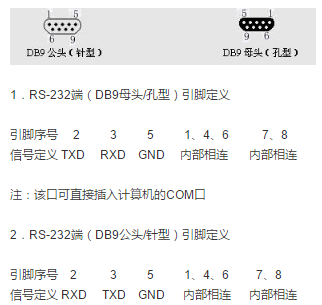 1 5 5 1
6 9 9 6
DB9 公头(针型) DB9 母头(孔型)
1．RS-232端（DB9母头/孔型）引脚定义
引脚序号 2 3 5 1、4、6 7、8
信号定义 TXD RXD GND 内部相连 内部相连
注：该口可直接插入计算机的COM口
2．RS-232端（DB9公头/针型）引脚定义
引脚序号 2 3 5 1、4、6 7、8
信号定义 RXD TXD GND 内部相连 内部相连